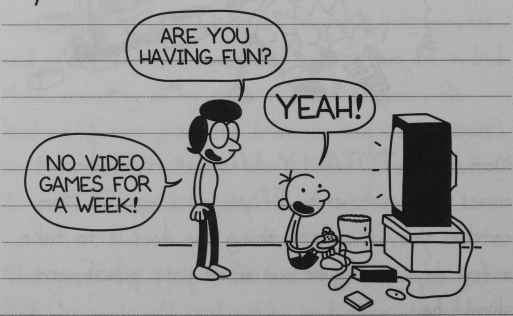 ARE YOU
HAVING FUN?
YEAH!
NO VIDEO
GAMES FOR
A WEEK!